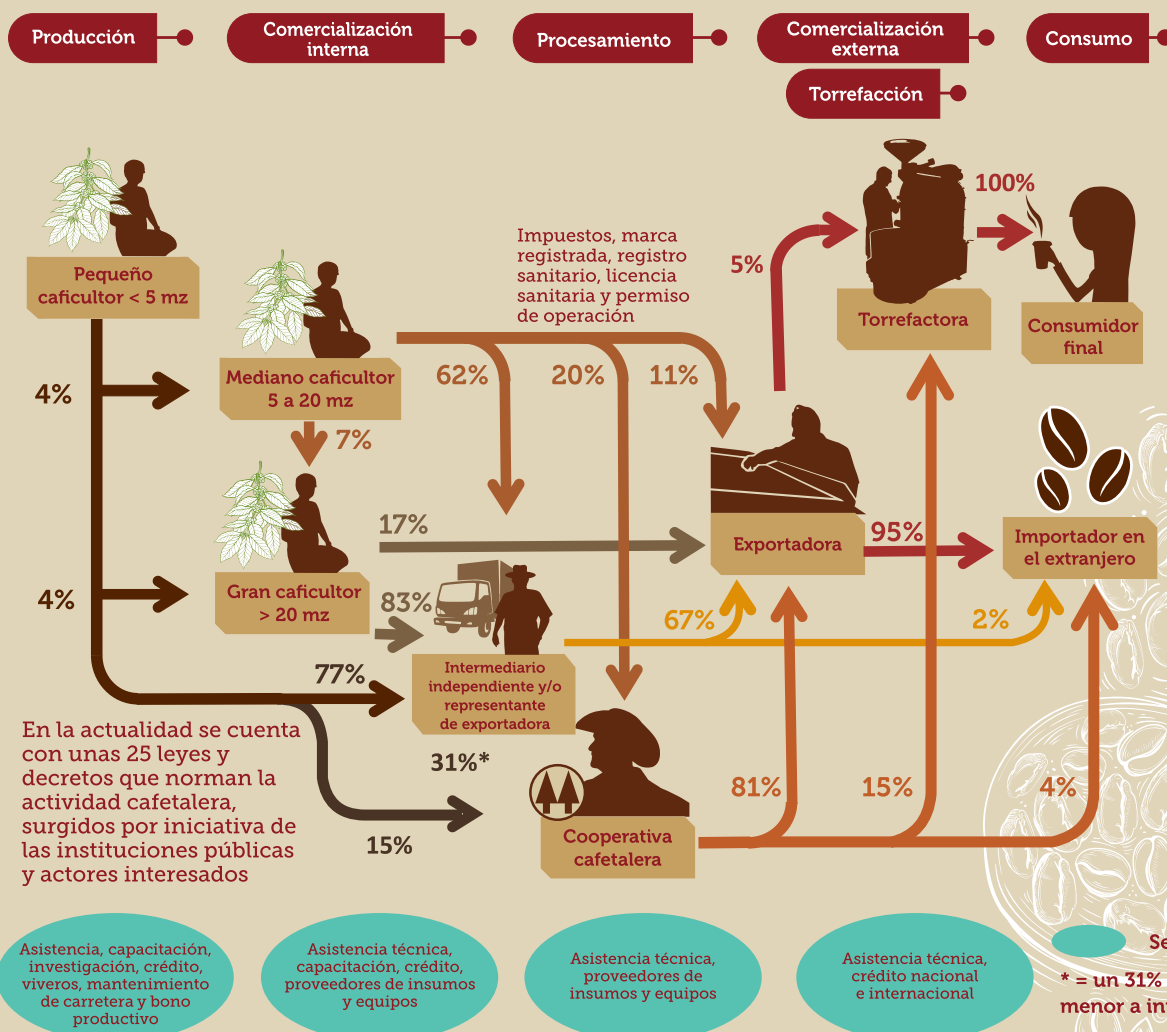 Producción
Comercialización
interna
Procesamiento
Comercialización
externa
Consumo
Torrefacción
100%
Impuestos, marca
registrada, registro
sanitario, licencia
sanitaria y permiso
de operación
5%
Pequeño
caficultor < 5 mz
Torrefactora
Consumidor
final
Mediano caficultor
5 a 20 mz
62%
20%
11%
4%
7%
17%
95%
Exportadora
Importador en
el extranjero
Gran caficultor
> 20 mz
83%
4%
67%
2%
77%
Intermediario
independiente y/o
representante
de exportadora
En la actualidad se cuenta
con unas 25 leyes y
decretos que norman la
actividad cafetalera,
surgidos por iniciativa de
las instituciones públicas
y actores interesados
31%*
81%
15%
4%
15%
Cooperativa
cafetalera
Asistencia, capacitación,
investigación, crédito,
viveros, mantenimiento
de carretera y bono
productivo
Asistencia técnica,
capacitación, crédito,
proveedores de insumos
y equipos
Asistencia técnica,
proveedores de
insumos y equipos
Asistencia técnica,
crédito nacional
e internacional
Se
* = un 31%
menor a in